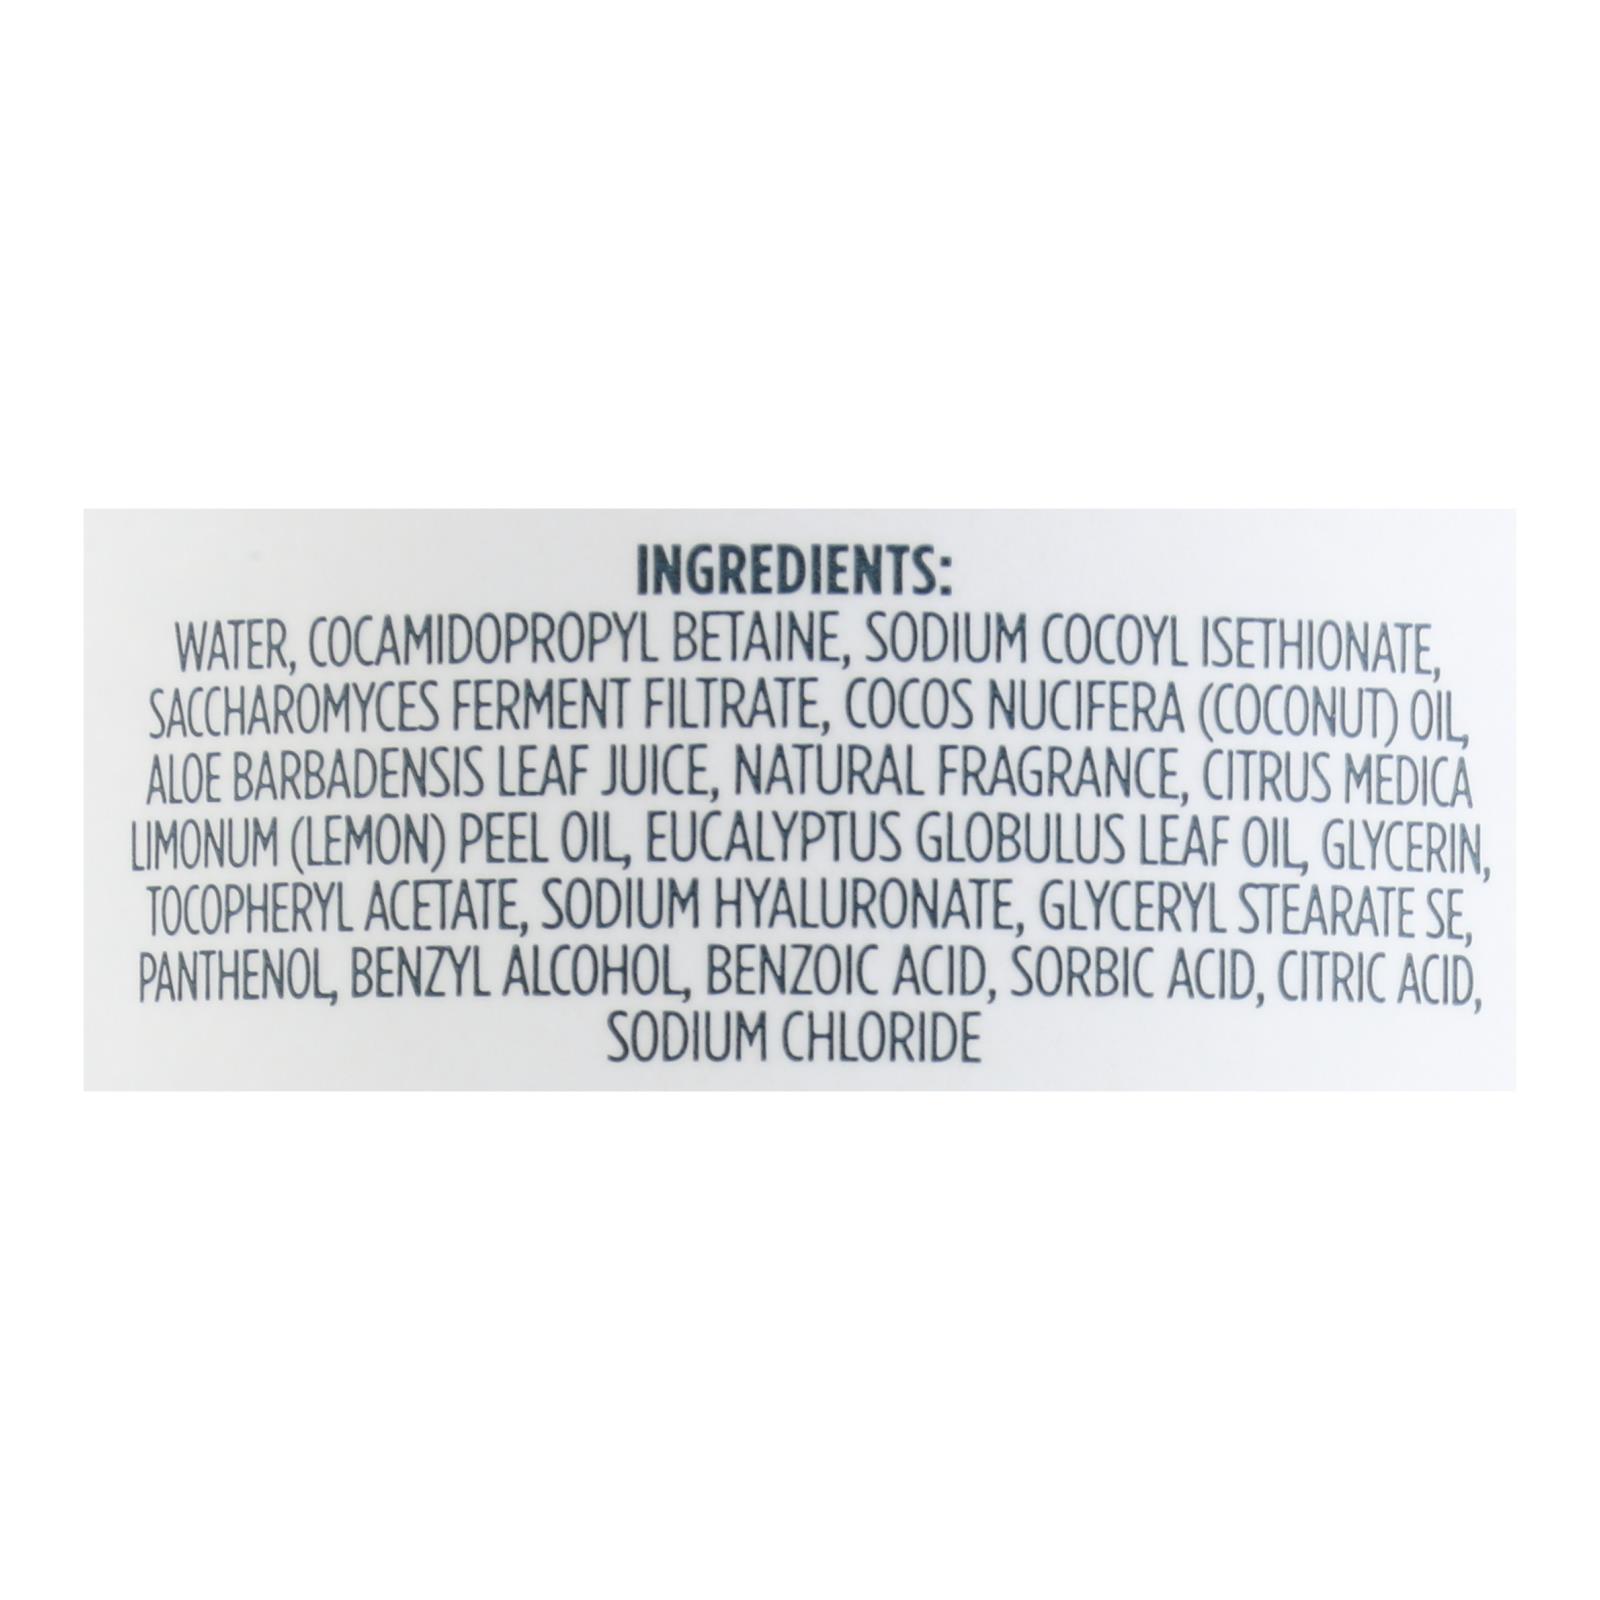 INGREDIENTS:
WATER, COCAMIDOPROPYL BETAINE, SODIUM COCOYL ISETHIONATE,
SACCHAROMYCES FERMENT FILTRATE, COCOS NUCIFERA (COCONUT) OIL,
ALOE BARBADENSIS LEAF JUICE, NATURAL FRAGRANCE, CITRUS MEDICA
LIMONUM (LEMON) PEEL OIL, EUCALYPTUS GLOBULUS LEAF OIL, GLYCERIN,
TOCOPHERYL ACETATE, SODIUM HYALURONATE, GLYCERYL STEARATE SE,
PANTHENOL, BENZYL ALCOHOL, BENZOIC ACID, SORBIC ACID, CITRIC ACID,
SODIUM CHLORIDE